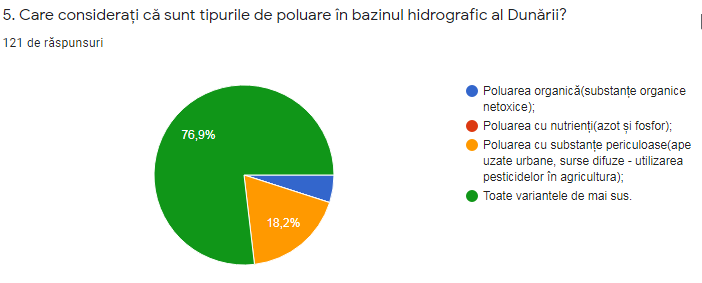 5. Care considerați că sunt tipurile de poluare în bazinul hidrografic al Dunării?
121 de răspunsuri
76,9%
18,2%
Poluarea organică(substanțe organice
netoxice);
Poluarea cu nutrienți(azot și fosfor);
Poluarea cu substanțe periculoase(ape
uzate urbane, surse difuze - utilizarea
pesticidelor în agricultura);
Toate variantele de mai sus.